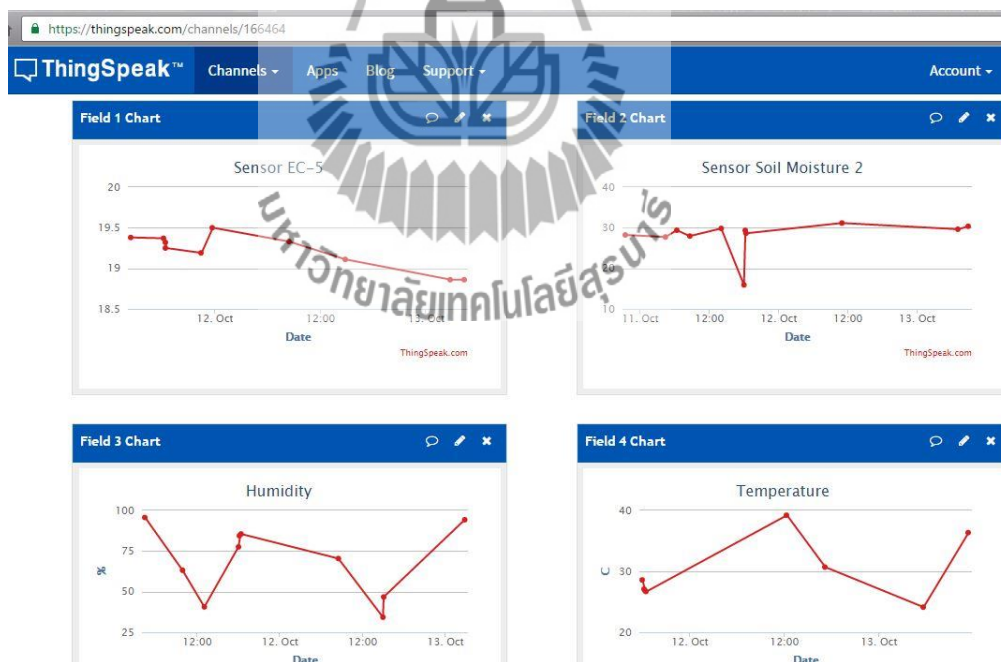 https://thingspeak.com/channels/166464
ThingSpeak™ Channels Apps Blog Support Account
Field 1 Chart
Sensor EC-5
20
19.5
19
18.5
12. Oct 12:00 13. Oct
Date
ThingSpeak.com
Field 2 Chart
Sensor Soil Moisture 2
40
30
20
10
11. Oct 12:00 12. Oct 12:00 13. Oct
Date
ThingSpeak.com
มหาวิทยาลัยเทคโนโลยีสุรนารี
Field 3 Chart
Humidity
%
100
75
50
25
12:00 12. Oct 12:00 13. Oct
Date
Field 4 Chart
Temperature
C
40
30
20
12. Oct 12:00 13. Oct
Date